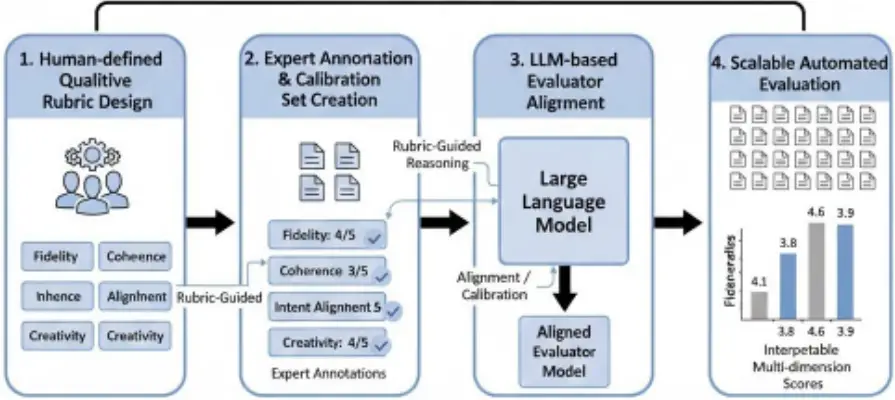 1. Human-defined
Qualitive
Rubric Design
Fidelity
Coheence
Inhence
Alignlment
Creativity
Creativity
Rubric-Guided
2. Expert Annonation
& Calibration
Set Creation
Fidelity: 4/5
Coherence 3/5
Intent Alignment 5
Creativity: 4/5
Expert Annotations
3. LLM-based
Evaluator
Alignment
Rubric-Guided
Reasoning
Large
Language
Model
Alignment /
Calibration
Aligned
Evaluator
Model
4. Scalable Automated
Evaluation
4.1
3.8
4.6
3.9
3.8
4.6
3.9
Interpetable
Multi-dimension
Scores